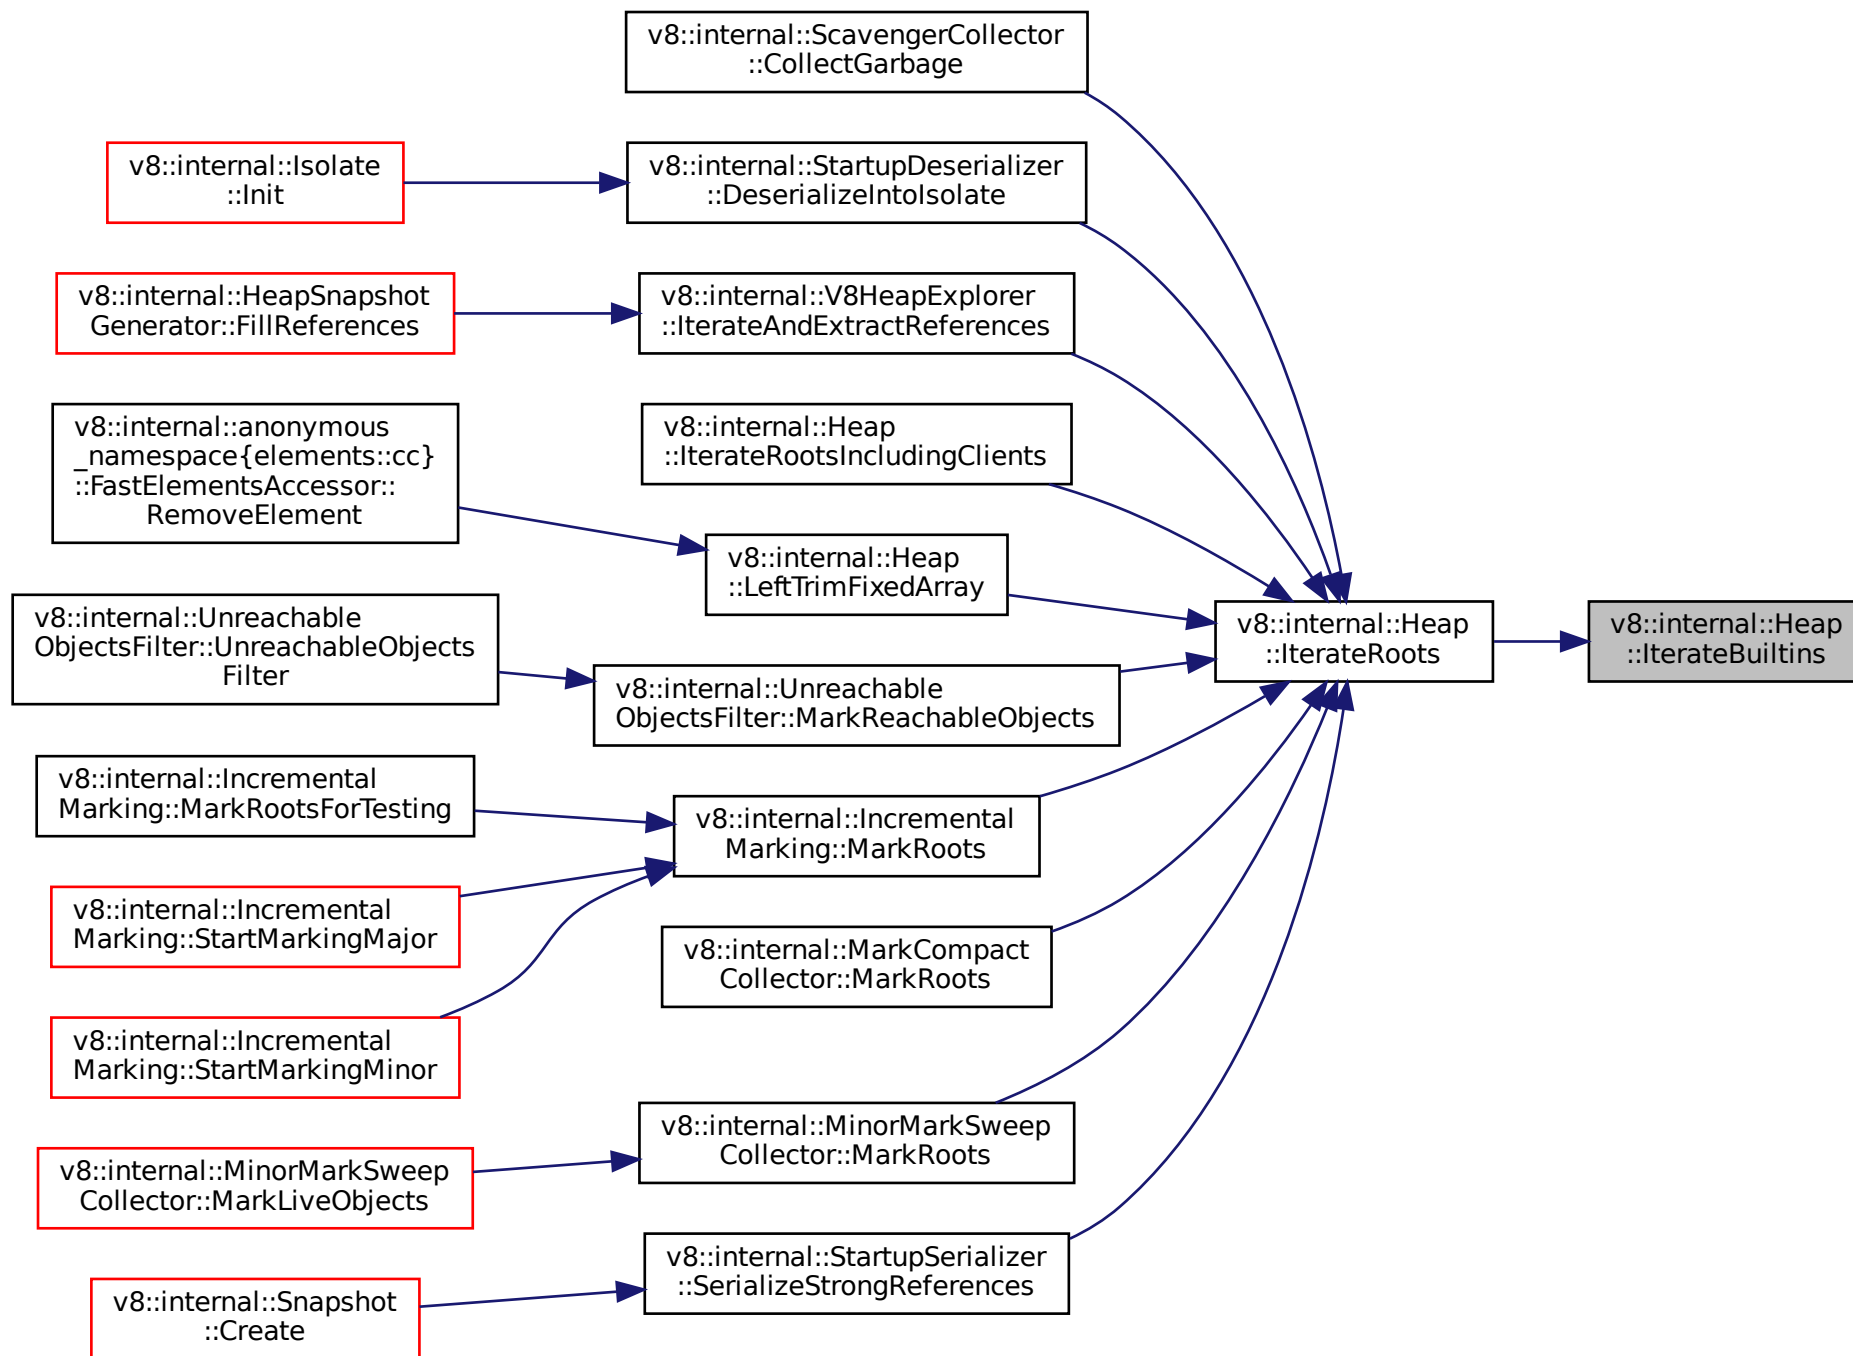 v8::internal::ScavengerCollector
::CollectGarbage
v8::internal::Isolate
::Init
v8::internal::StartupDeserializer
::DeserializeIntoIsolate
v8::internal::HeapSnapshot
Generator::FillReferences
v8::internal::V8HeapExplorer
::IterateAndExtractReferences
v8::internal::anonymous
_namespace{elements::cc}
::FastElementsAccessor::
RemoveElement
v8::internal::Heap
::IterateRootsIncludingClients
v8::internal::Heap
::LeftTrimFixedArray
v8::internal::Unreachable
ObjectsFilter::UnreachableObjects
Filter
v8::internal::Unreachable
ObjectsFilter::MarkReachableObjects
v8::internal::Heap
::IterateRoots
v8::internal::Heap
::IterateBuiltins
v8::internal::Incremental
Marking::MarkRootsForTesting
v8::internal::Incremental
Marking::MarkRoots
v8::internal::Incremental
Marking::StartMarkingMajor
v8::internal::MarkCompact
Collector::MarkRoots
v8::internal::Incremental
Marking::StartMarkingMinor
v8::internal::MinorMarkSweep
Collector::MarkRoots
v8::internal::MinorMarkSweep
Collector::MarkLiveObjects
v8::internal::StartupSerializer
::SerializeStrongReferences
v8::internal::Snapshot
::Create